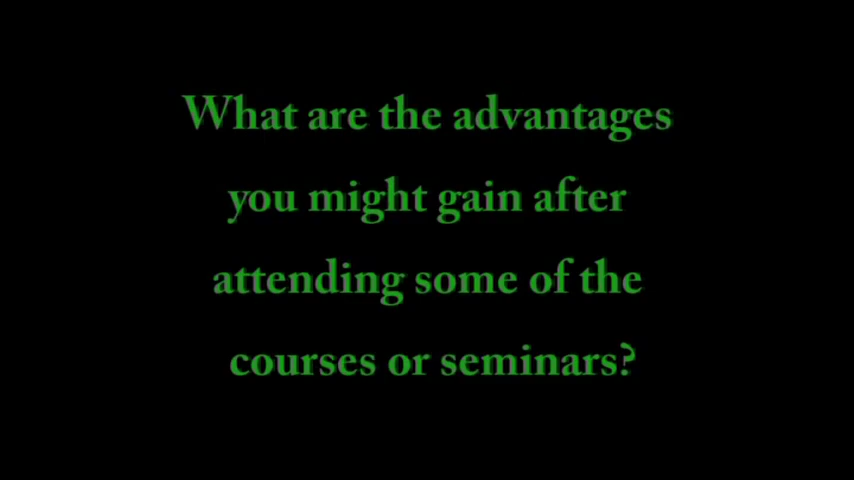 What are the advantages
you might gain after
attending some of the
courses or seminars?